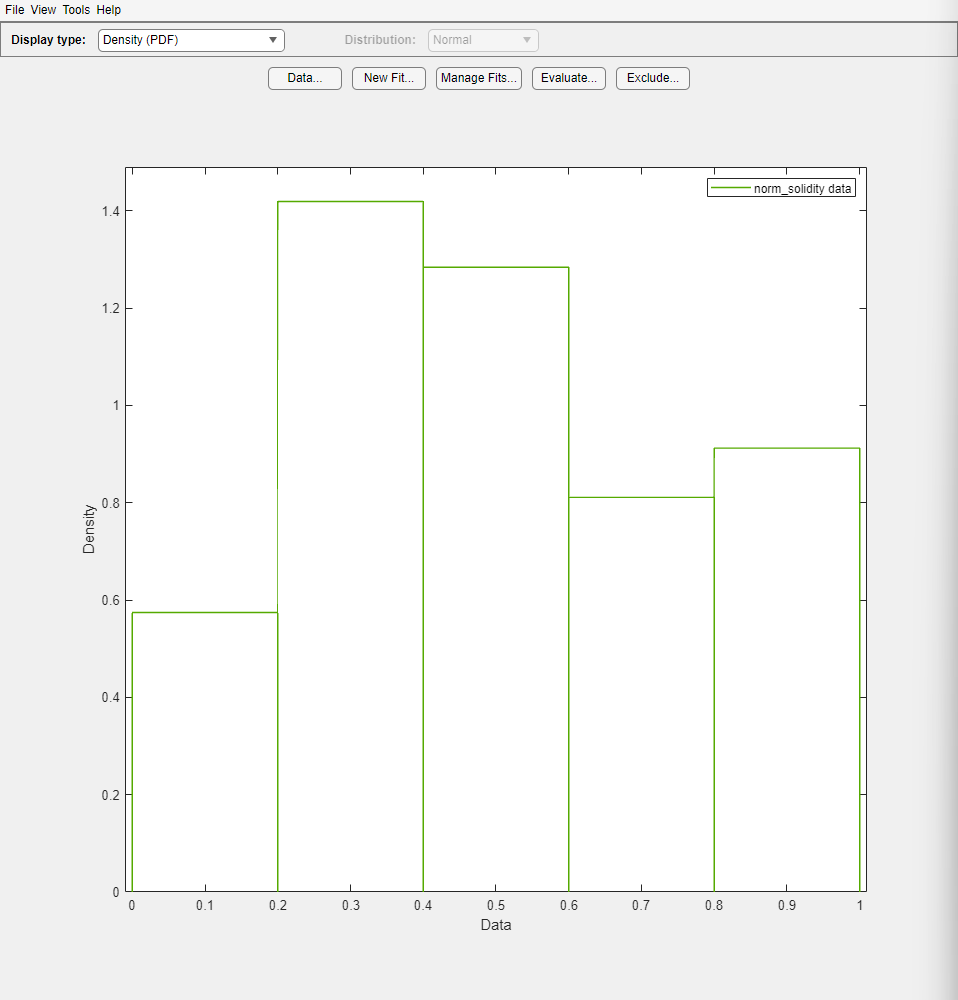 File View Tools Help
Display type: Density (PDF) Distribution: Normal
Data... New Fit... Manage Fits... Evaluate... Exclude...
norm_solidity data
1.4
1.2
1
0.8
0.6
0.4
0.2
0
Density
0 0.1 0.2 0.3 0.4 0.5 0.6 0.7 0.8 0.9 1
Data